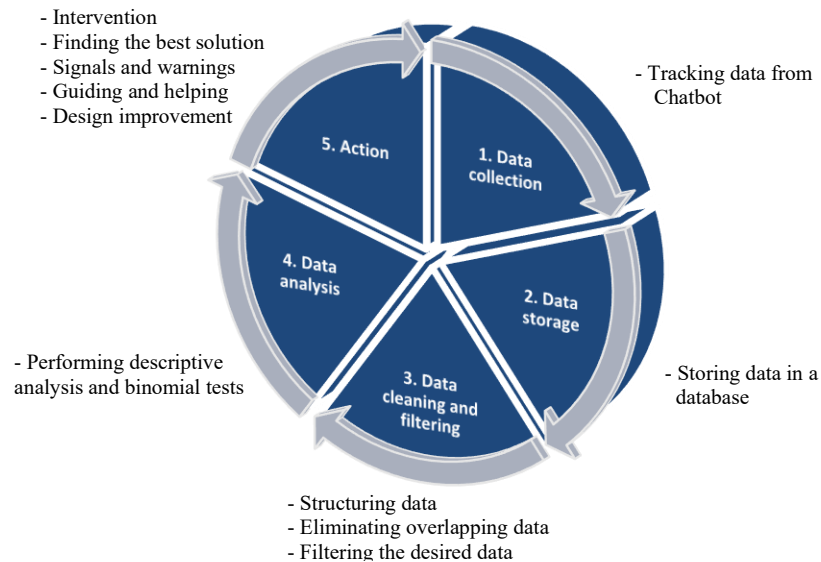 - Intervention
- Finding the best solution
- Signals and warnings
- Guiding and helping
- Design improvement
- Tracking data from
Chatbot
5. Action
1. Data
collection
4. Data
analysis
2. Data
storage
3. Data
cleaning and
filtering
- Performing descriptive
analysis and binomial tests
- Storing data in a
database
- Structuring data
- Eliminating overlapping data
- Filtering the desired data